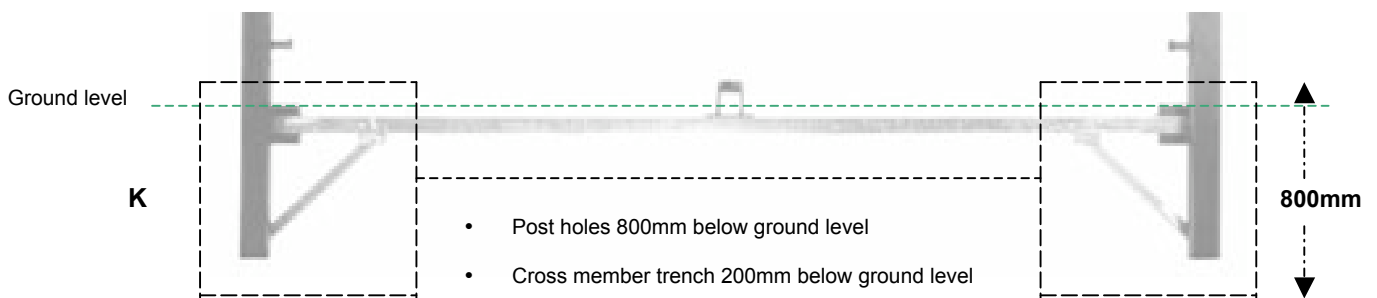 Ground level
K
800mm
• Post holes 800mm below ground level
• Cross member trench 200mm below ground level